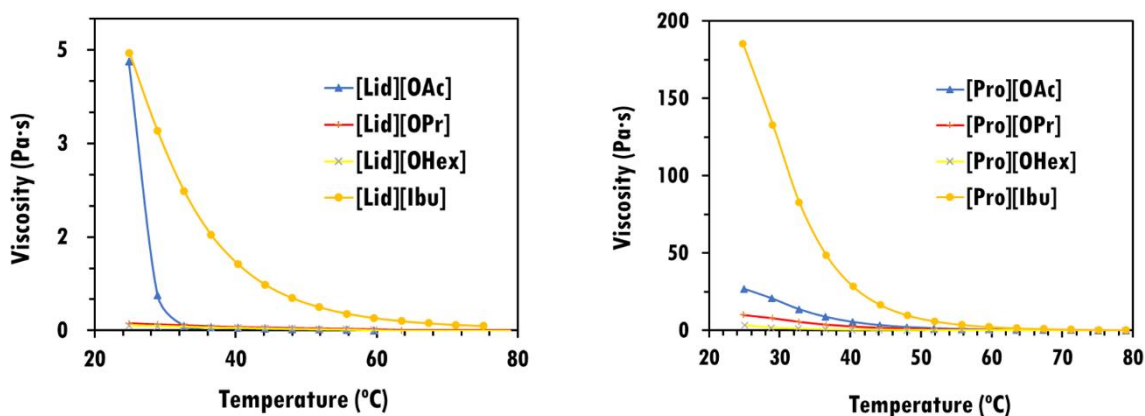 5
3
2
0
20 40 60 80
Viscosity (Pa·s)
Temperature (ºC)
[Lid][OAc]
[Lid][OPr]
[Lid][OHex]
[Lid][Ibu]
200
150
100
50
0
20 30 40 50 60 70 80
Viscosity (Pa·s)
Temperature (ºC)
[Pro][OAc]
[Pro][OPr]
[Pro][OHex]
[Pro][Ibu]